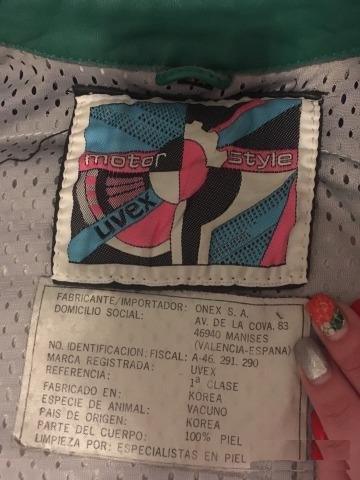 motor style
uvex
FABRICANTE/IMPORTADOR: ONEX S. A.
DOMICILIO SOCIAL: AV. DE LA COVA. 83
46940 MANISES
(VALENCIA-ESPANA)
NO. IDENTIFICACION: FISCAL: A-46. 291. 290
MARCA REGISTRADA: UVEX
REFERENCIA: 1ª CLASE
FABRICADO EN: KOREA
ESPECIE DE ANIMAL: VACUNO
PAIS DE ORIGEN: KOREA
PARTE DEL CUERPO: 100% PIEL
LIMPIEZA POR: ESPECIALISTAS EN PIEL